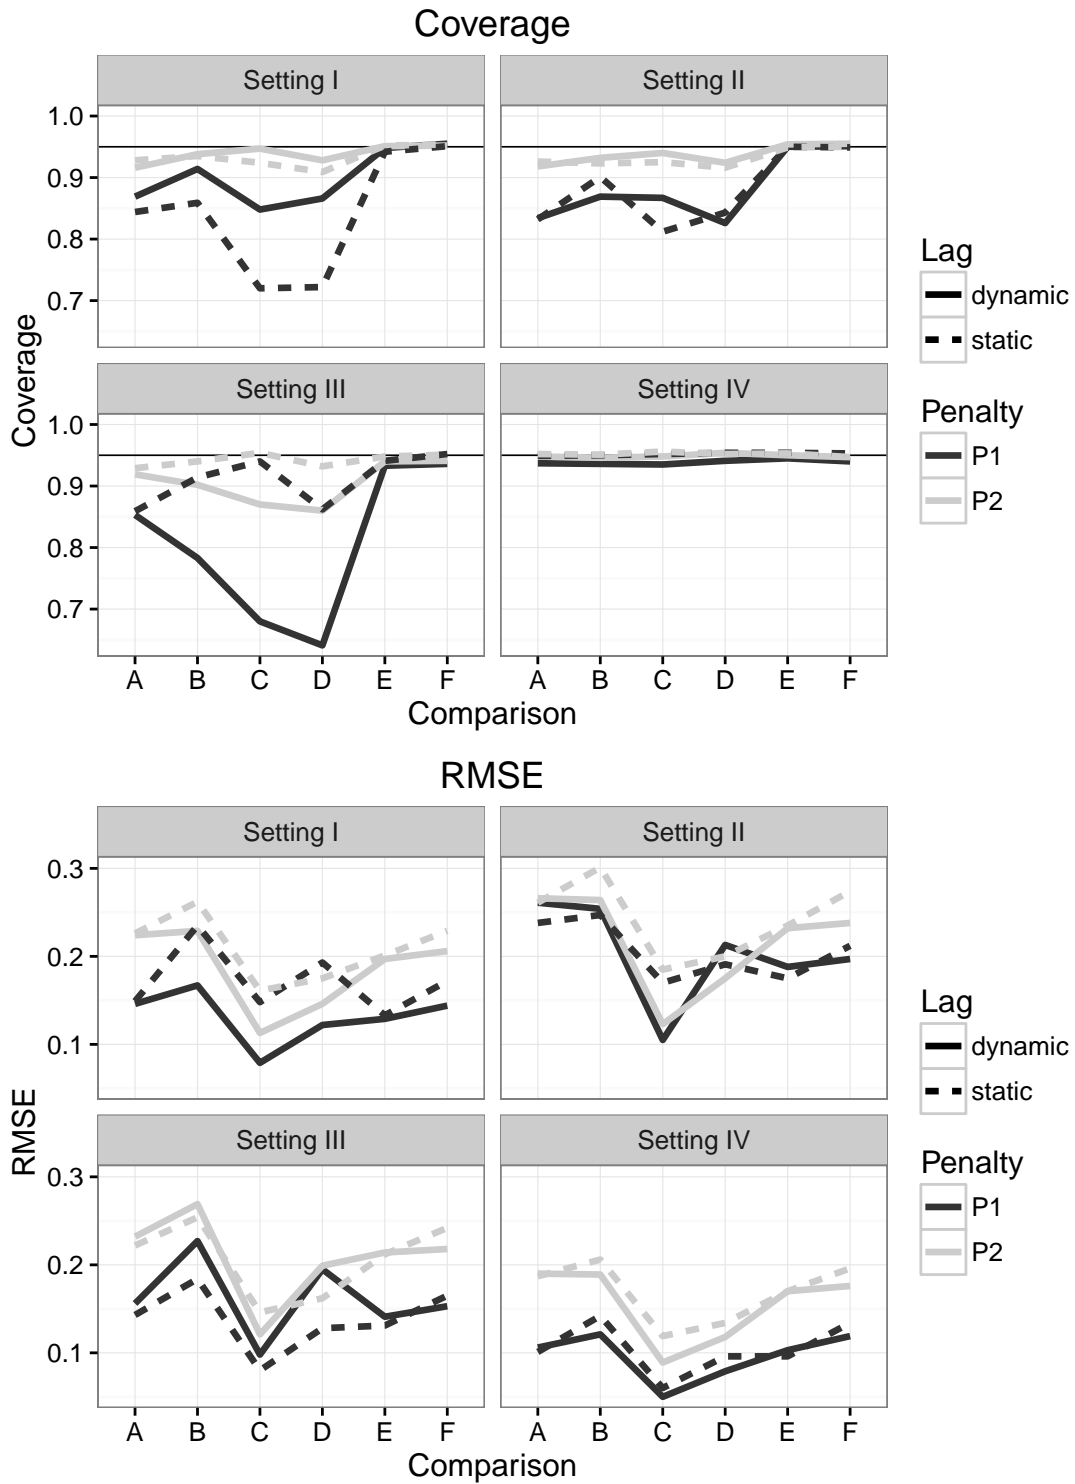 Coverage
Setting I
Setting II
1.0
0.9
0.8
0.7
Setting III
Setting IV
1.0
0.9
0.8
0.7
A B C D E F
A B C D E F
Coverage
Comparison
Lag
dynamic
static
Penalty
P1
P2
RMSE
Setting I
Setting II
0.3
0.2
0.1
Setting III
Setting IV
0.3
0.2
0.1
A B C D E F
A B C D E F
RMSE
Comparison
Lag
dynamic
static
Penalty
P1
P2